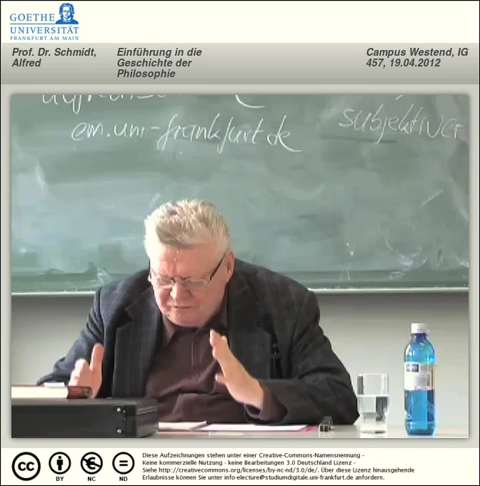 GOETHE
UNIVERSITÄT
FRANKFURT AM MAIN
Prof. Dr. Schmidt,
Alfred
Einführung in die
Geschichte der
Philosophie
Campus Westend, IG
457, 19.04.2012
em.uni-frankfurt.de
subjektiver
cc
BY
NC
ND
Diese Aufzeichnungen stehen unter einer Creative-Commons-Namensnennung -
Keine kommerzielle Nutzung - keine Bearbeitungen 3.0 Deutschland Lizenz -
Siehe http://creativecommons.org/licenses/by-nc-nd/3.0/de/. Über diese Lizenz hinausgehende
Erlaubnisse können Sie unter info-electure@studiumdigitale.uni-frankfurt.de anfordern.